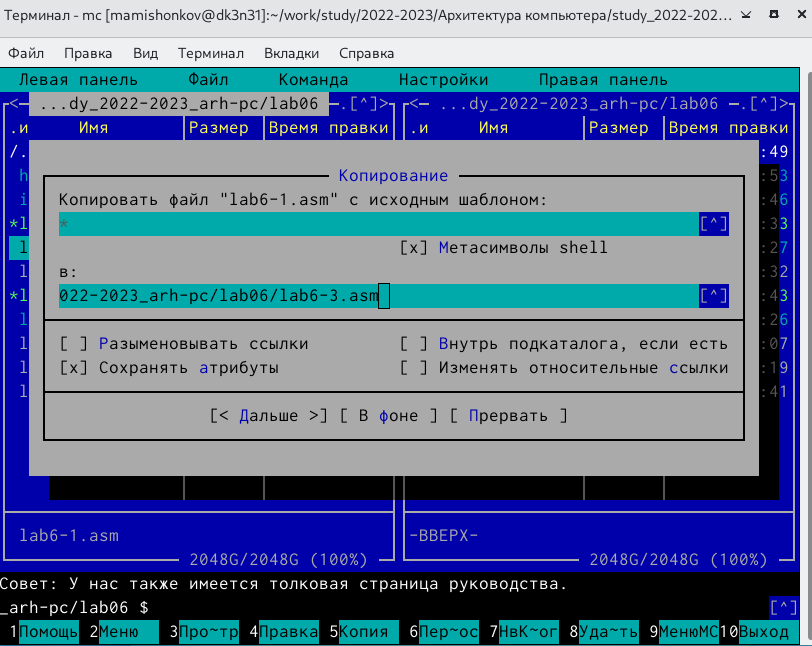 Терминал - mc [mamishonkov@dk3n31]:~/work/study/2022-2023/Архитектура компьютера/study_2022-202...
Файл Правка Вид Терминал Вкладки Справка
Левая панель Файл Команда Настройки Правая панель
<— ...dy_2022-2023_arh-pc/lab06 —.[^]> <— ...dy_2022-2023_arh-pc/lab06 —.[^]>
.и Имя Размер Время правки .и Имя Размер Время правки
/. :49
h :53
i Копирование :46
*l Копировать файл "lab6-1.asm" с исходным шаблоном: :33
* [^]
l [x] Метасимволы shell :27
l в: :32
*l 022-2023_arh-pc/lab06/lab6-3.asm [^] :43
l :26
l [ ] Разыменовывать ссылки [ ] Внутрь подкаталога, если есть :07
l [x] Сохранять атрибуты [ ] Изменять относительные ссылки :19
l :41
[< Дальше >] [ В фоне ] [ Прервать ]
lab6-1.asm -ВВЕРХ-
2048G/2048G (100%) 2048G/2048G (100%)
Совет: У нас также имеется толковая страница руководства.
_arh-pc/lab06 $ [^]
1Помощь 2Меню 3Про~тр 4Правка 5Копия 6Пер~ос 7НвК~ог 8Уда~ть 9МенюMC 10Выход